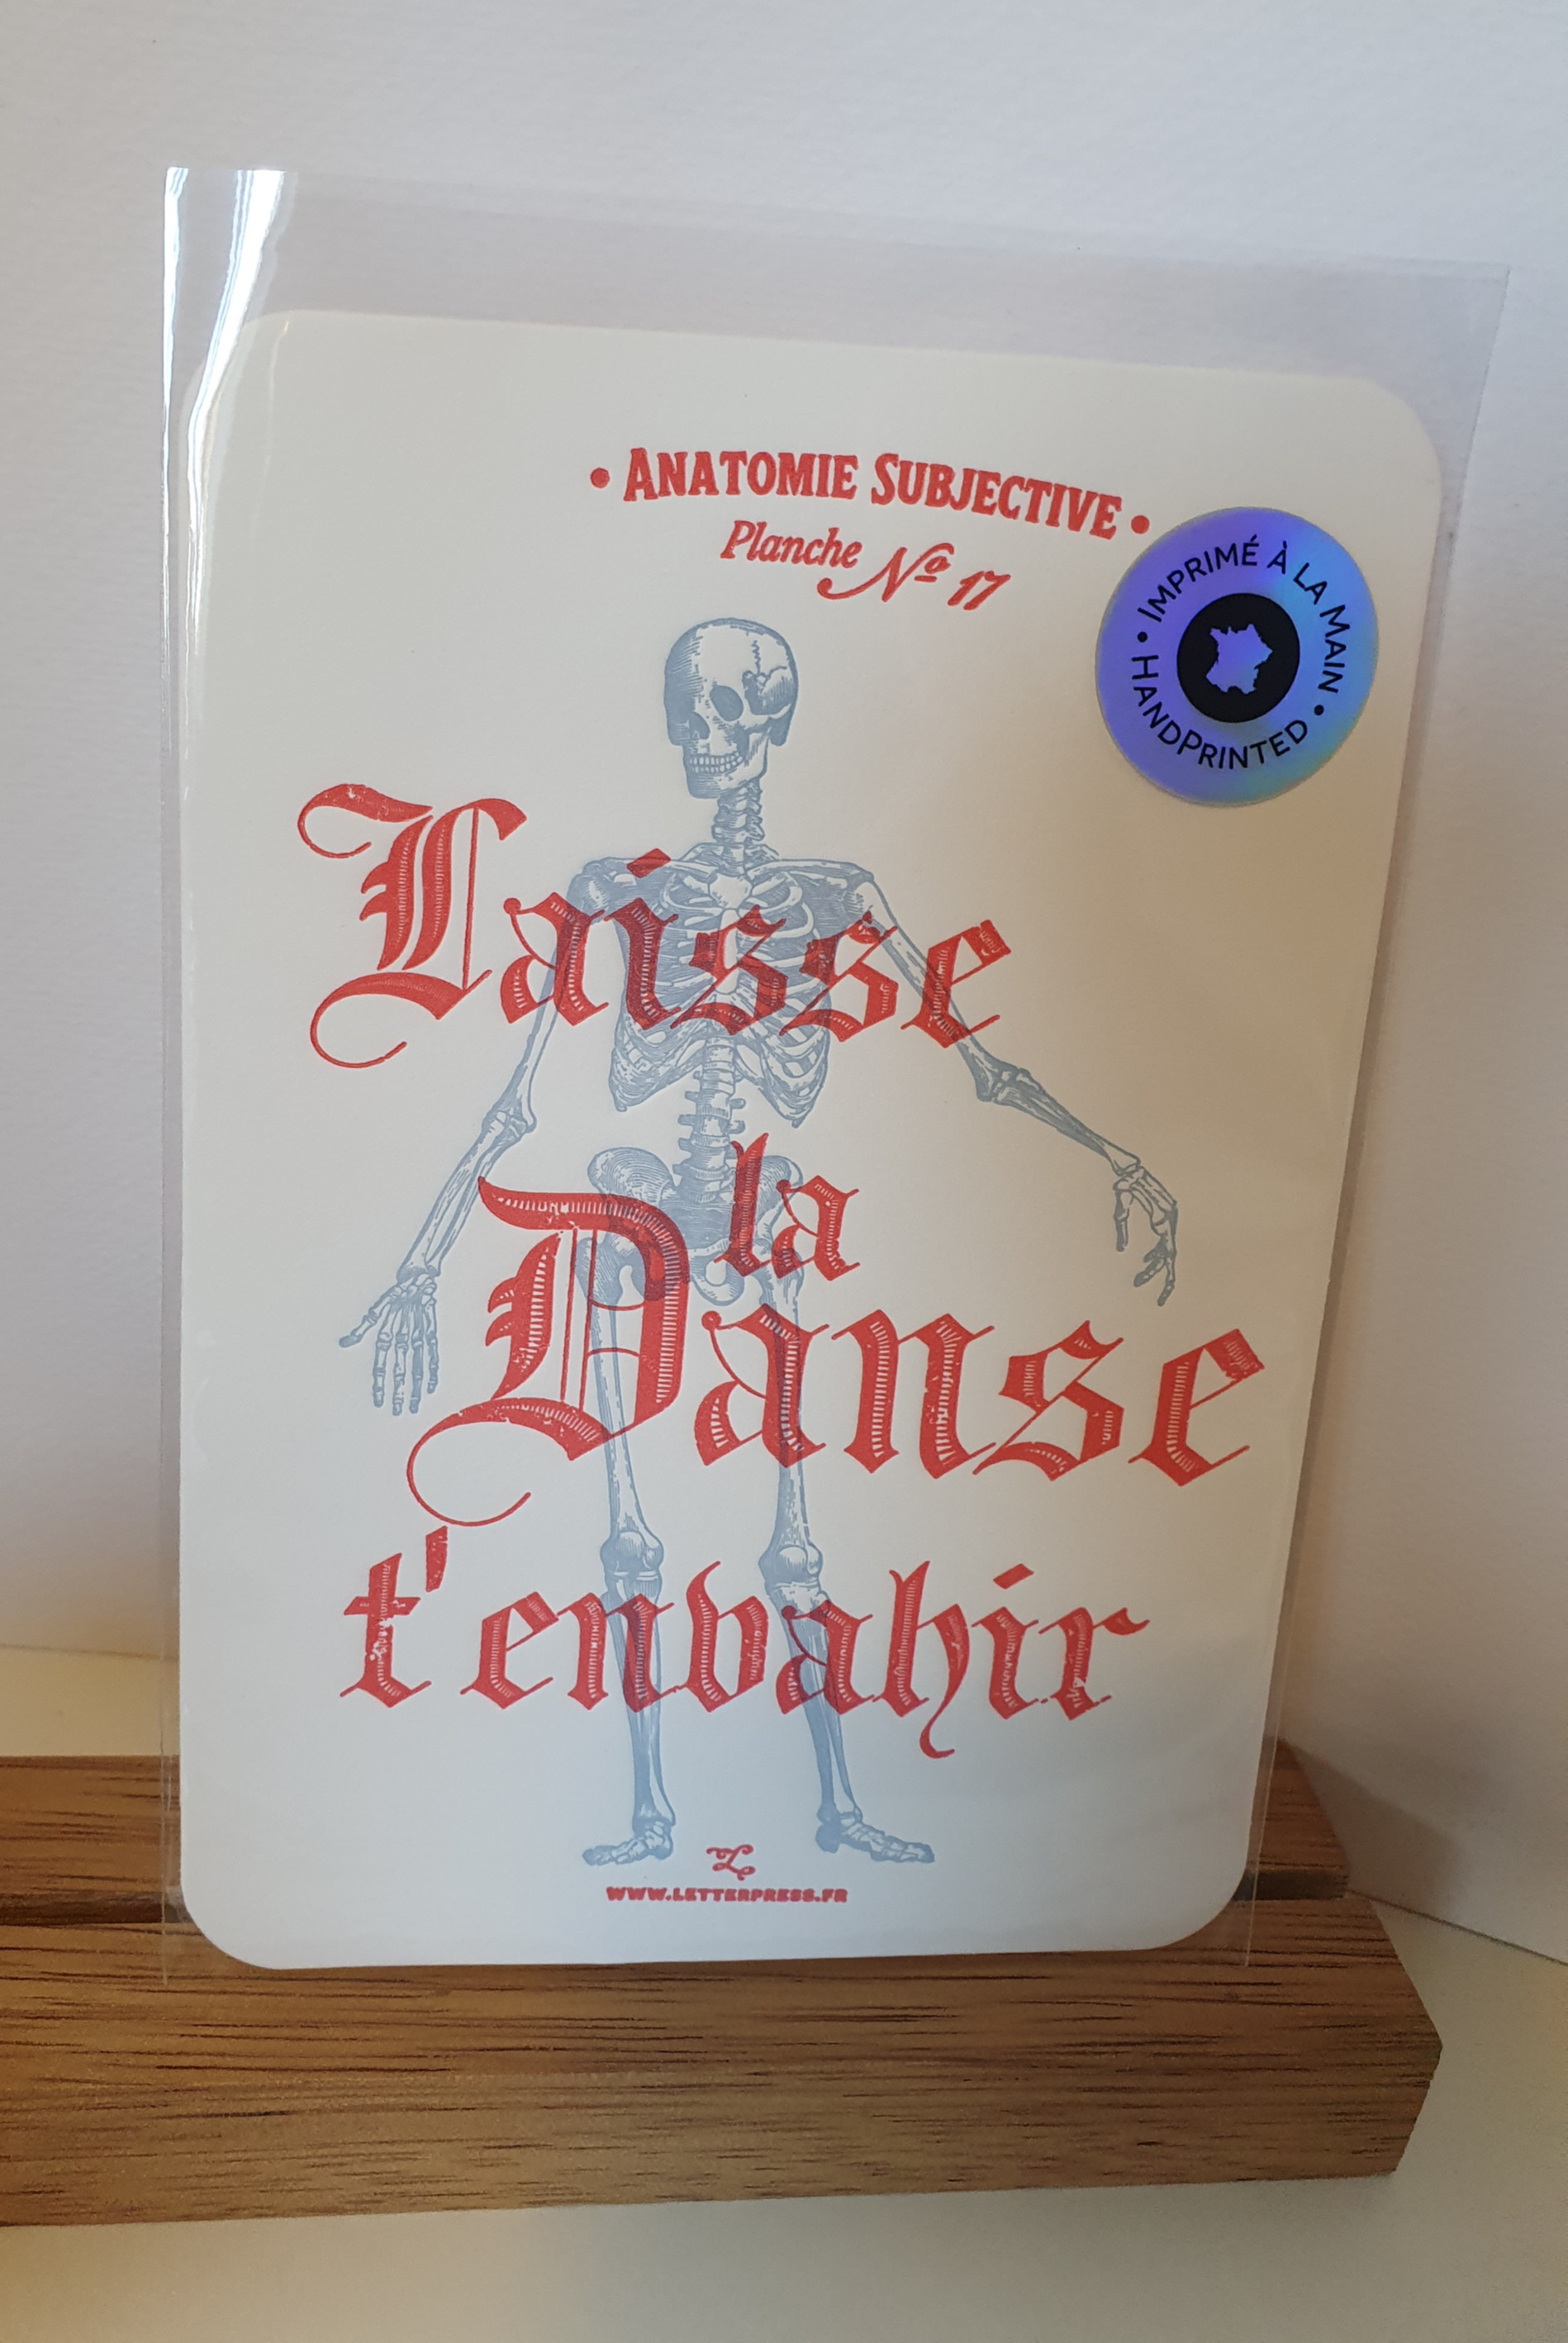 • ANATOMIE SUBJECTIVE •
Planche Nº 17
• IMPRIMÉ À LA MAIN •
HANDPRINTED
Laisse
la
Danse
t'envahir
L
WWW.LETTERPRESS.FR